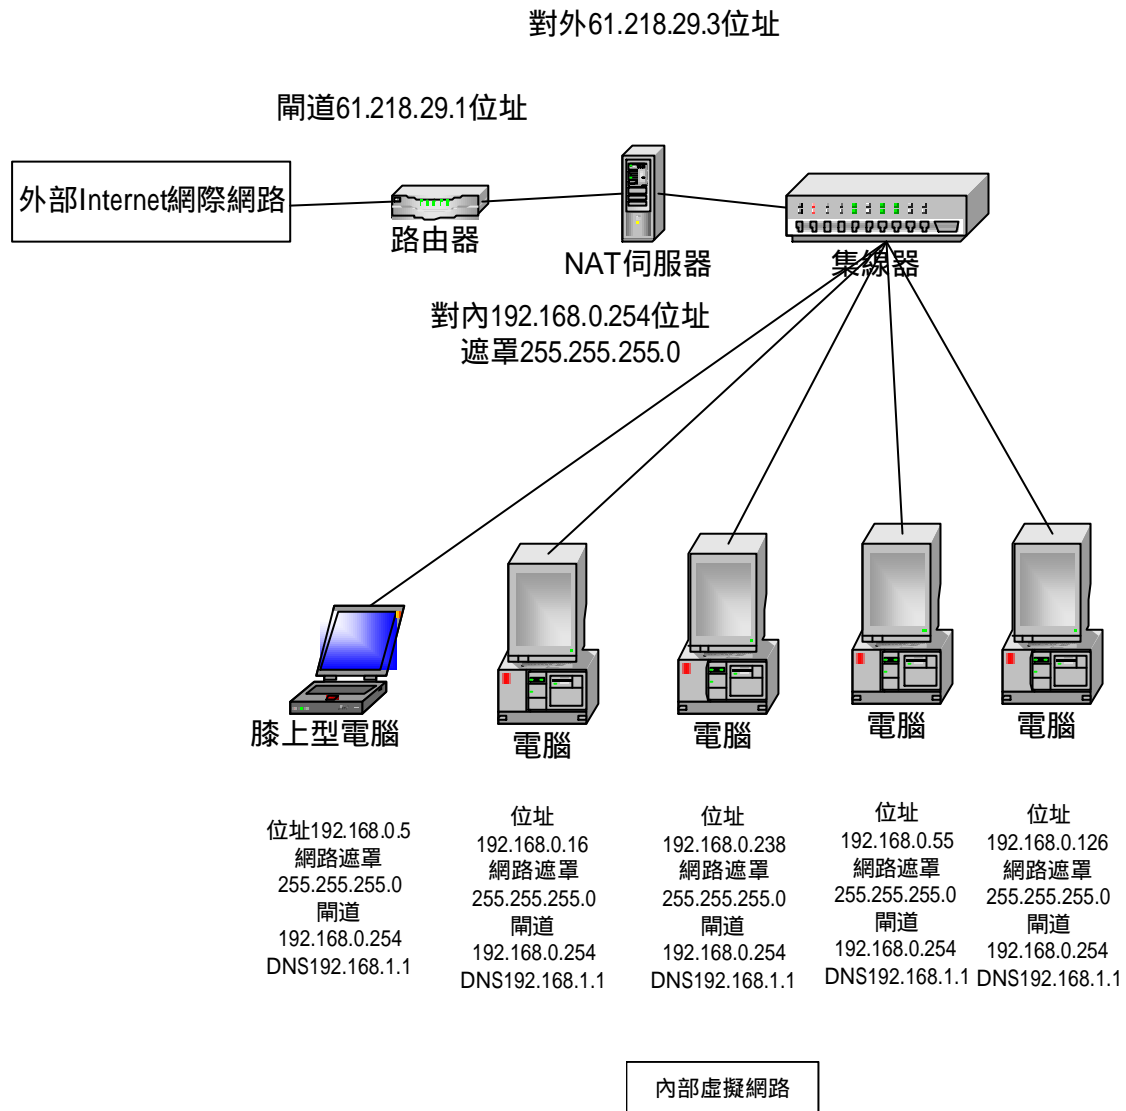 對外61.218.29.3位址
閘道61.218.29.1位址
外部Internet網際網路
路由器
NAT伺服器
集線器
對內192.168.0.254位址
遮罩255.255.255.0
膝上型電腦
電腦
電腦
電腦
電腦
位址192.168.0.5
網路遮罩
255.255.255.0
閘道
192.168.0.254
DNS192.168.1.1
位址
192.168.0.16
網路遮罩
255.255.255.0
閘道
192.168.0.254
DNS192.168.1.1
位址
192.168.0.238
網路遮罩
255.255.255.0
閘道
192.168.0.254
DNS192.168.1.1
位址
192.168.0.55
網路遮罩
255.255.255.0
閘道
192.168.0.254
DNS192.168.1.1
位址
192.168.0.126
網路遮罩
255.255.255.0
閘道
192.168.0.254
DNS192.168.1.1
內部虛擬網路